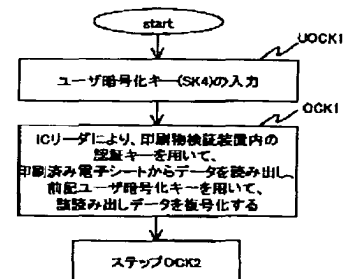 start
UOCK1
ユーザ暗号化キー(SK4)の入力
OCK1
ICリーダにより、印刷物検証装置内の
認証キーを用いて、
印刷済み電子シートからデータを読み出し、
前記ユーザ暗号化キーを用いて、
該読み出しデータを復号化する
ステップOCK2